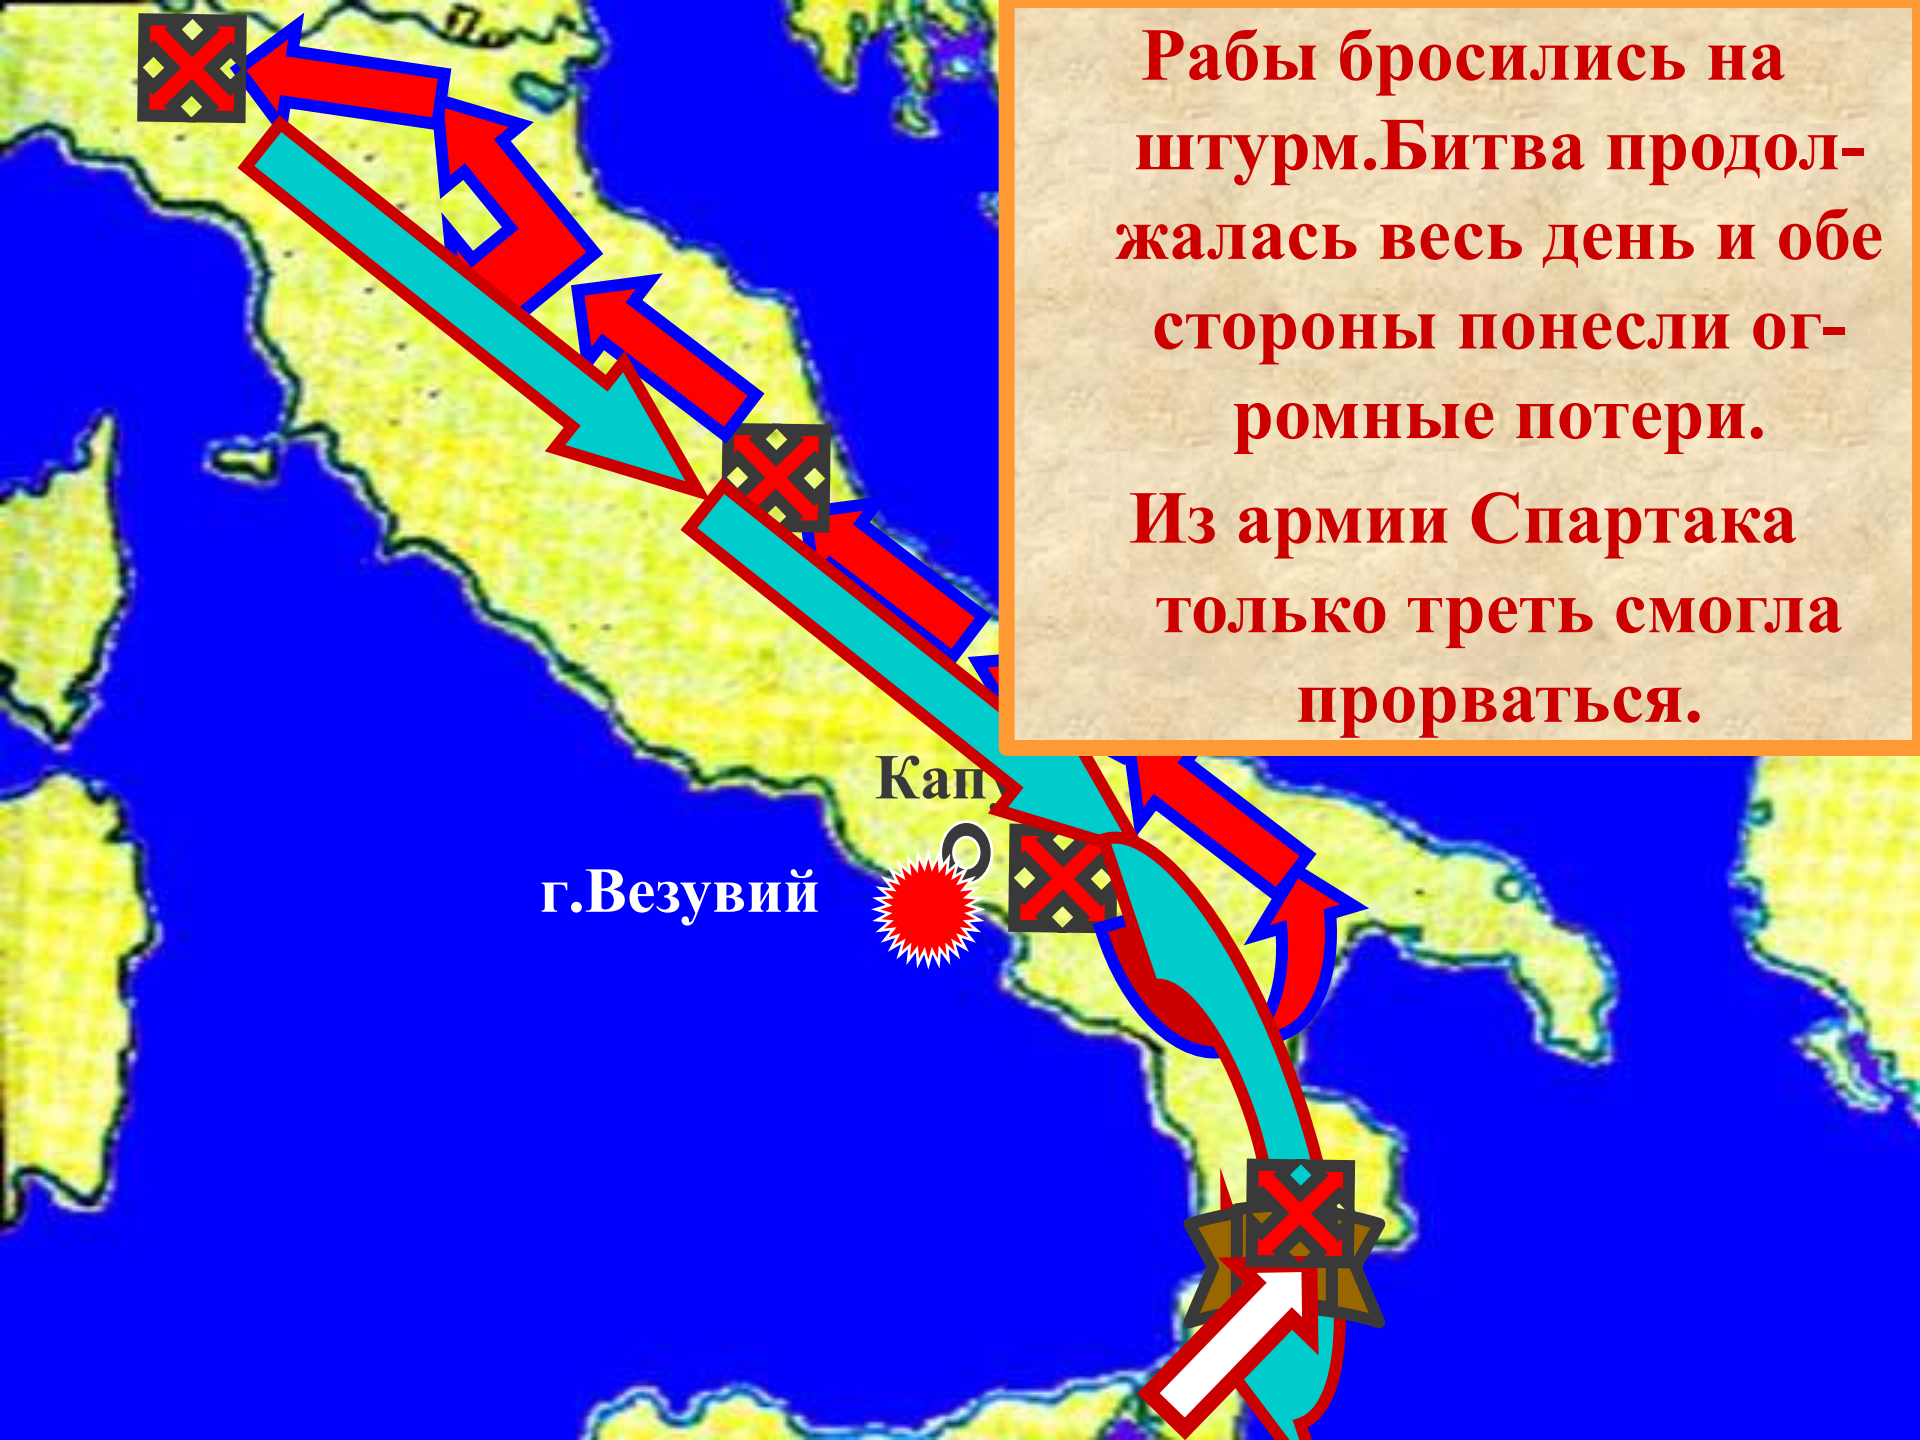 Рабы бросились на
штурм.Битва продол-
жалась весь день и обе
стороны понесли ог-
ромные потери.
Из армии Спартака
только треть смогла
прорваться.
г.Везувий